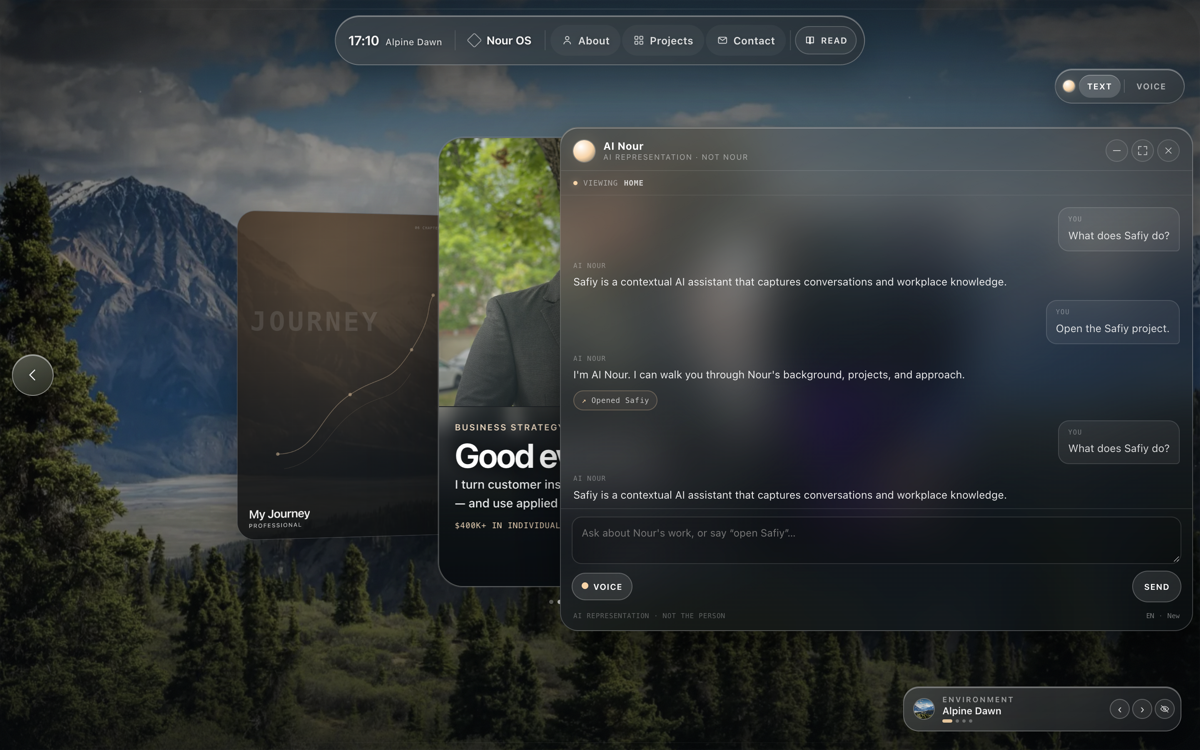 17:10 Alpine Dawn
Nour OS
About
Projects
Contact
READ
TEXT
VOICE
AI Nour
AI REPRESENTATION · NOT NOUR
VIEWING HOME
YOU
What does Safiy do?
AI NOUR
Safiy is a contextual AI assistant that captures conversations and workplace knowledge.
YOU
Open the Safiy project.
AI NOUR
I'm AI Nour. I can walk you through Nour's background, projects, and approach.
↗ Opened Safiy
YOU
What does Safiy do?
AI NOUR
Safiy is a contextual AI assistant that captures conversations and workplace knowledge.
Ask about Nour's work, or say “open Safiy”...
VOICE
SEND
AI REPRESENTATION · NOT THE PERSON
EN · New
JOURNEY
My Journey
PROFESSIONAL
BUSINESS STRATEGY
Good ev
I turn customer ins
— and use applied
$400K+ IN INDIVIDUAL
ENVIRONMENT
Alpine Dawn